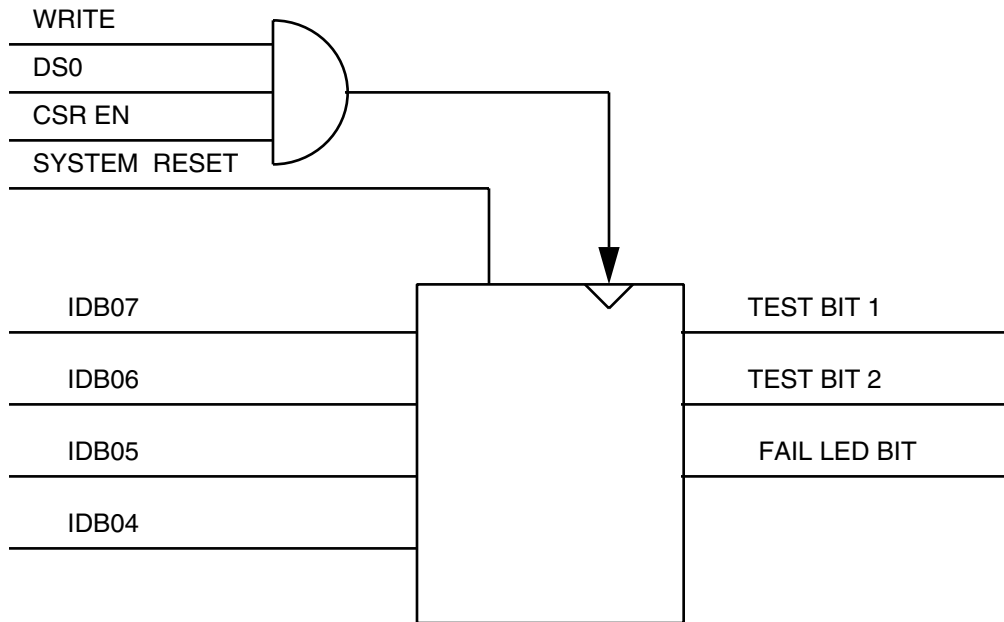 WRITE
DS0
CSR EN
SYSTEM RESET
IDB07
TEST BIT 1
IDB06
TEST BIT 2
IDB05
FAIL LED BIT
IDB04